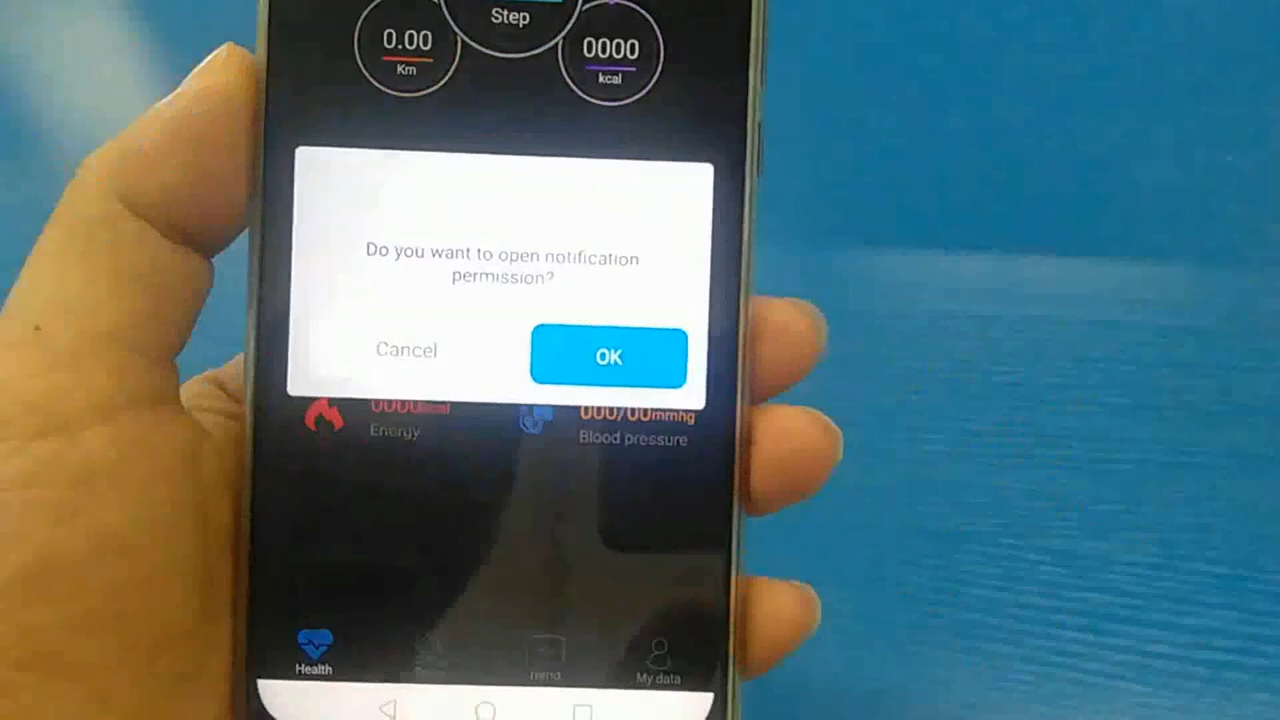 Step
0.00
Km
0000
kcal
Do you want to open notification
permission?
Cancel
OK
0000kcal
Energy
000/00mmhg
Blood pressure
Health
Trend
My data